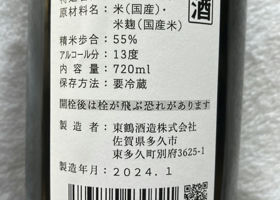 酒
原材料名:米(国産)・
米麹(国産米)
精米歩合:55%
アルコール分:13度
内容量:720ml
保存方法:要冷蔵
開栓後は栓が飛ぶ恐れがあります
製造者:東鶴酒造株式会社
佐賀県多久市
東多久町別府3625-1
製造年月:2024.1